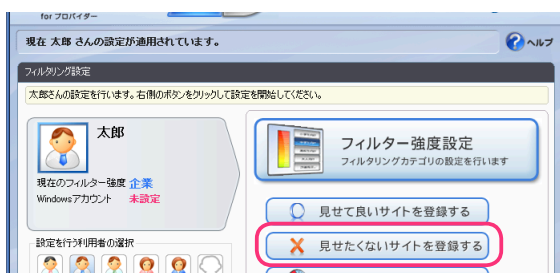 for プロバイダー
現在 太郎 さんの設定が適用されています。
ヘルプ
フィルタリング設定
太郎さんの設定を行います。右側のボタンをクリックして設定を開始してください。
太郎
現在のフィルター強度 企業
Windowsアカウント 未設定
設定を行う利用者の選択
フィルター強度設定
フィルタリングカテゴリの設定を行います
見せて良いサイトを登録する
見せたくないサイトを登録する